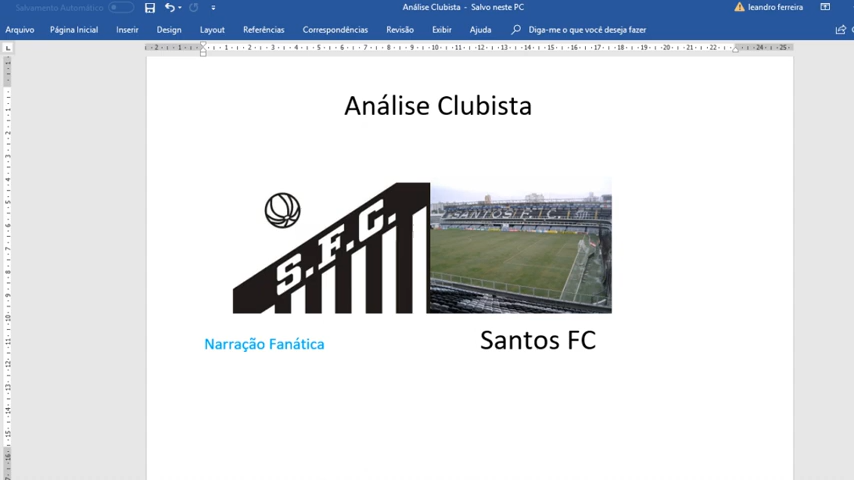 Salvamento Automático
Análise Clubista - Salvo neste PC
leandro ferreira
Arquivo
Página Inicial
Inserir
Design
Layout
Referências
Correspondências
Revisão
Exibir
Ajuda
Diga-me o que você deseja fazer
Análise Clubista
S.F.C.
SANTOS F. C.
Narração Fanática
Santos FC